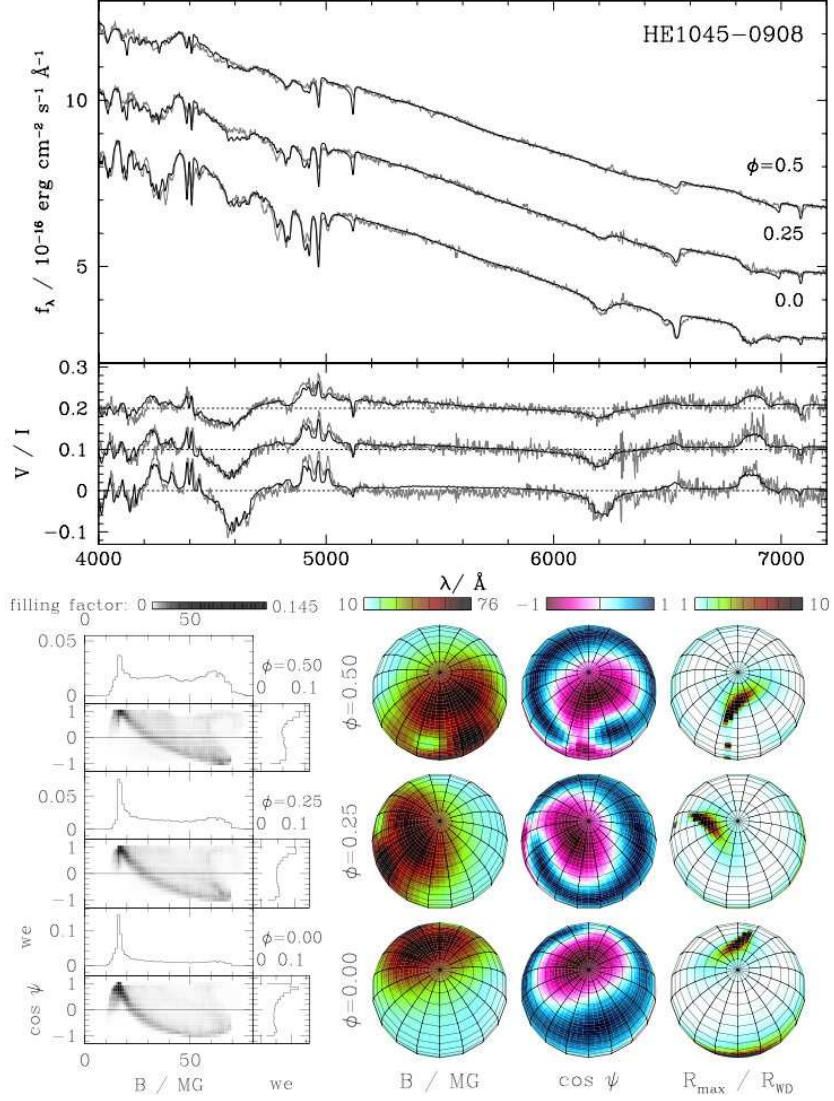 HE1045−0908
f_λ / 10⁻¹⁶ erg cm⁻² s⁻¹ Å⁻¹
10
5
ϕ=0.5
0.25
0.0
V / I
0.3
0.2
0.1
0
−0.1
4000 5000 6000 7000
λ/ Å
filling factor: 0 0.145
10 76 −1 1 1 10
0 50
0.05
0
ϕ=0.50
0 0.1
1
0
−1
ϕ=0.50
0.05
0
ϕ=0.25
0 0.1
1
0
−1
ϕ=0.25
we
0.1
0
ϕ=0.00
0 0.1
cos ψ
1
0
−1
ϕ=0.00
0 50
B / MG we B / MG cos ψ R_max / R_WD